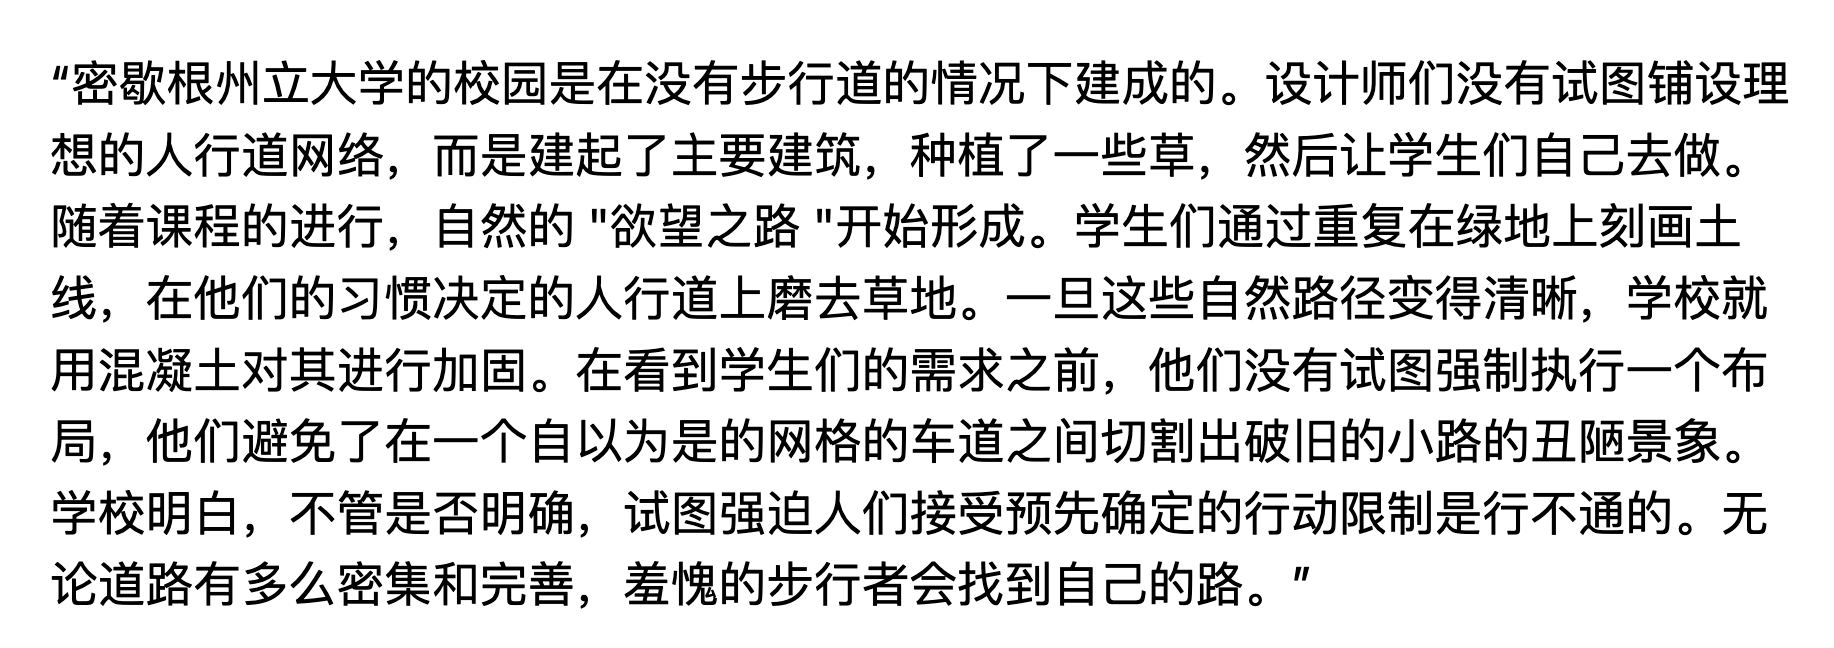 “密歇根州立大学的校园是在没有步行道的情况下建成的。设计师们没有试图铺设理
想的人行道网络，而是建起了主要建筑，种植了一些草，然后让学生们自己去做。
随着课程的进行，自然的 "欲望之路 "开始形成。学生们通过重复在绿地上刻画土
线，在他们的习惯决定的人行道上磨去草地。一旦这些自然路径变得清晰，学校就
用混凝土对其进行加固。在看到学生们的需求之前，他们没有试图强制执行一个布
局，他们避免了在一个自以为是的网格的车道之间切割出破旧的小路的丑陋景象。
学校明白，不管是否明确，试图强迫人们接受预先确定的行动限制是行不通的。无
论道路有多么密集和完善，羞愧的步行者会找到自己的路。”